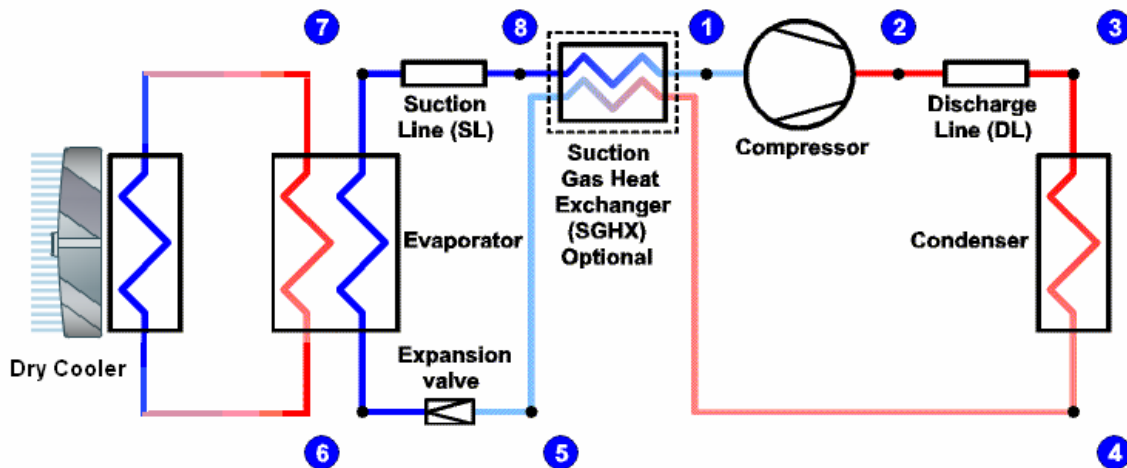 7
8
1
2
3
Suction
Line (SL)
Suction
Gas Heat
Exchanger
(SGHX)
Optional
Compressor
Discharge
Line (DL)
Evaporator
Condenser
Dry Cooler
Expansion
valve
6
5
4